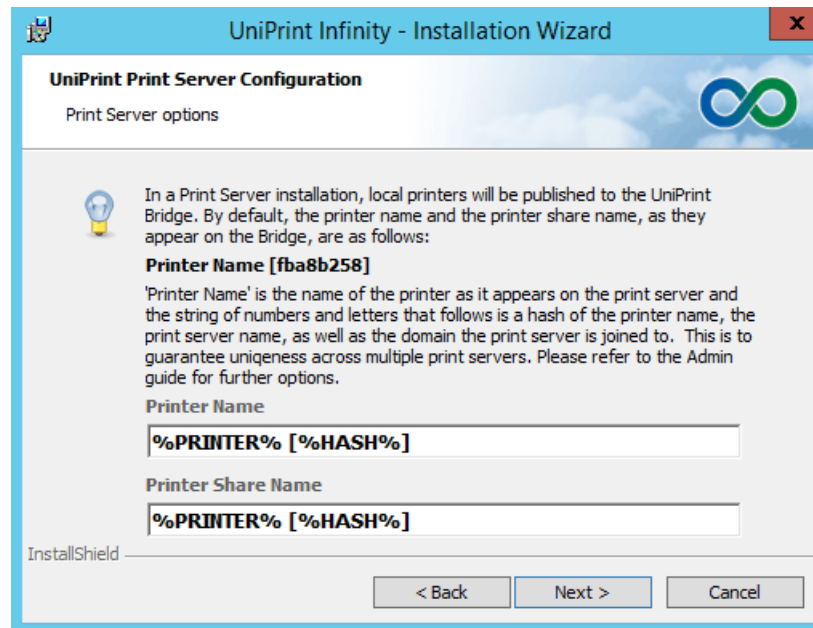 UniPrint Infinity - Installation Wizard
x
UniPrint Print Server Configuration
Print Server options
In a Print Server installation, local printers will be published to the UniPrint
Bridge. By default, the printer name and the printer share name, as they
appear on the Bridge, are as follows:
Printer Name [fba8b258]
'Printer Name' is the name of the printer as it appears on the print server and
the string of numbers and letters that follows is a hash of the printer name, the
print server name, as well as the domain the print server is joined to.  This is to
guarantee uniqeness across multiple print servers. Please refer to the Admin
guide for further options.
Printer Name
%PRINTER% [%HASH%]
Printer Share Name
%PRINTER% [%HASH%]
InstallShield
< Back
Next >
Cancel